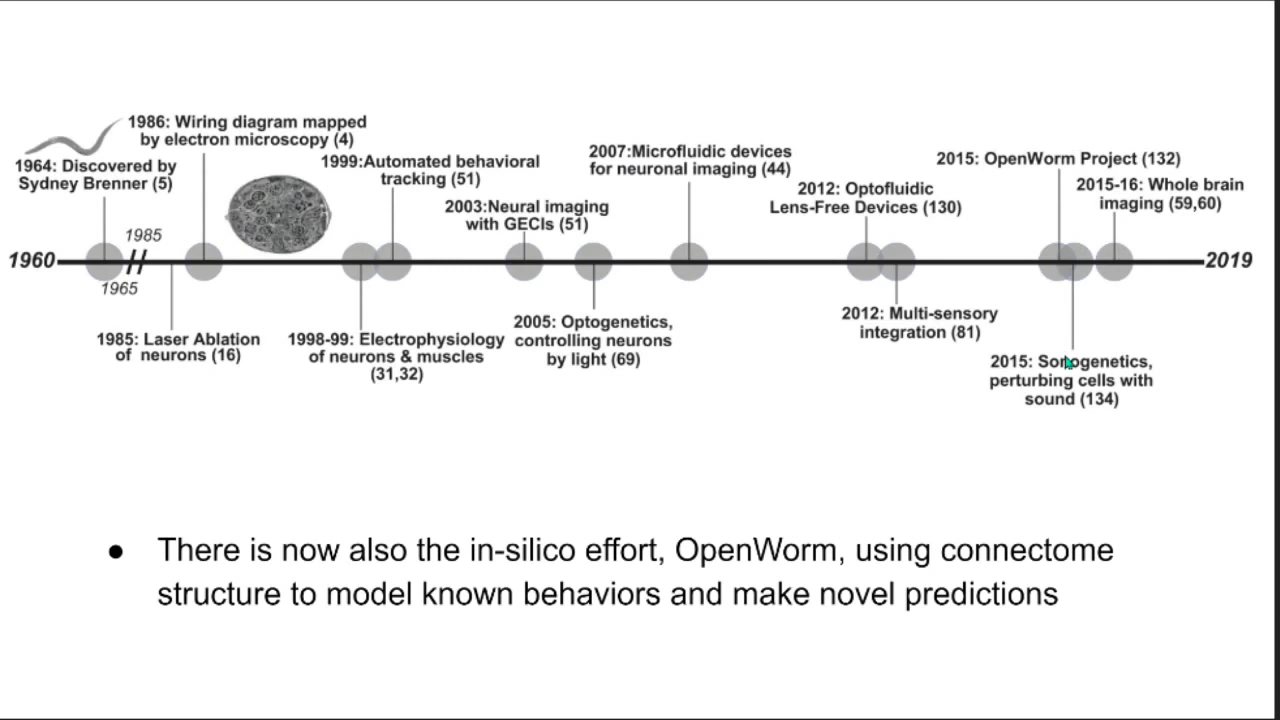 1986: Wiring diagram mapped
by electron microscopy (4)
1964: Discovered by
Sydney Brenner (5)
1999:Automated behavioral
tracking (51)
2003:Neural imaging
with GECIs (51)
2007:Microfluidic devices
for neuronal imaging (44)
2012: Optofluidic
Lens-Free Devices (130)
2015: OpenWorm Project (132)
2015-16: Whole brain
imaging (59,60)
1985
1960
2019
1965
1985: Laser Ablation
of neurons (16)
1998-99: Electrophysiology
of neurons & muscles
(31,32)
2005: Optogenetics,
controlling neurons
by light (69)
2012: Multi-sensory
integration (81)
2015: Sonogenetics,
perturbing cells with
sound (134)
● There is now also the in-silico effort, OpenWorm, using connectome
structure to model known behaviors and make novel predictions